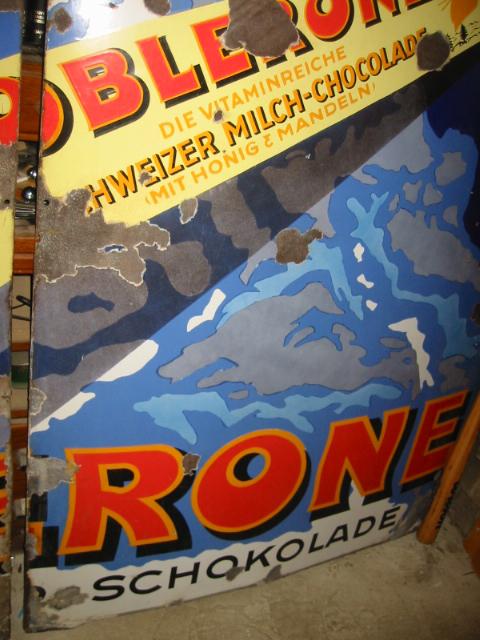 OBLERONE
DIE VITAMINREICHE
HWEIZER MILCH-CHOCOLADE
(MIT HONIG & MANDELN)
RONE
SCHOKOLADE